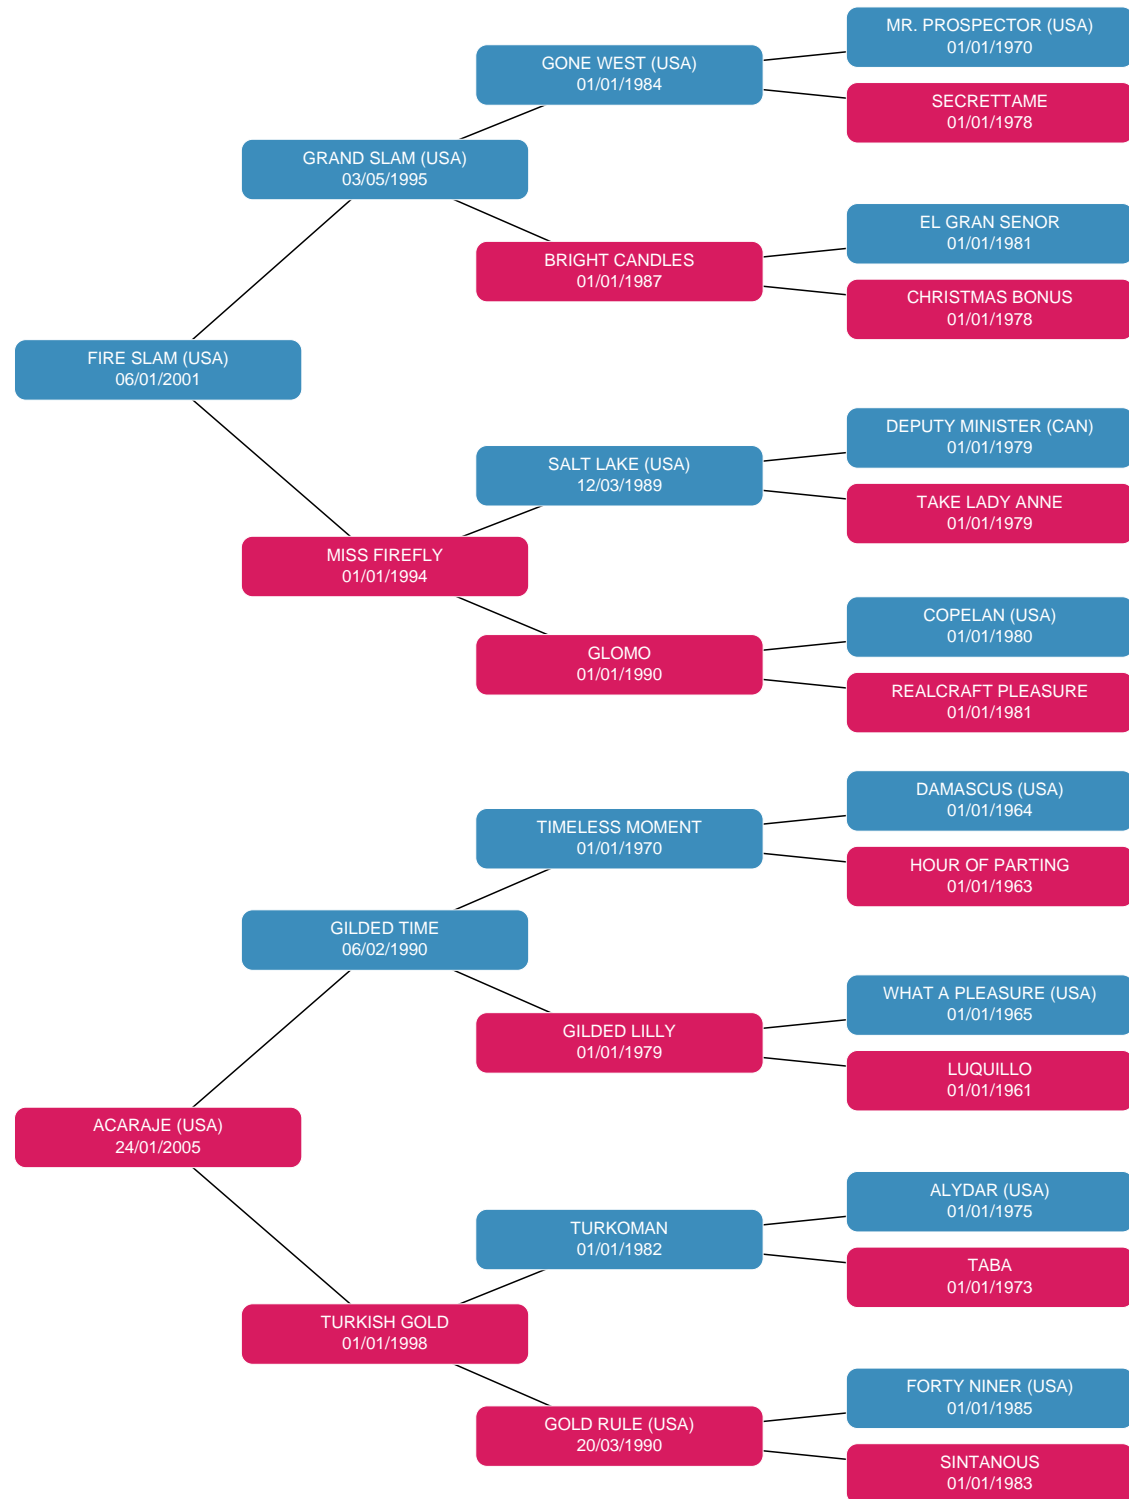 MR. PROSPECTOR (USA)
01/01/1970
GONE WEST (USA)
01/01/1984
SECRETTAME
01/01/1978
GRAND SLAM (USA)
03/05/1995
EL GRAN SENOR
01/01/1981
BRIGHT CANDLES
01/01/1987
CHRISTMAS BONUS
01/01/1978
FIRE SLAM (USA)
06/01/2001
DEPUTY MINISTER (CAN)
01/01/1979
SALT LAKE (USA)
12/03/1989
TAKE LADY ANNE
01/01/1979
MISS FIREFLY
01/01/1994
COPELAN (USA)
01/01/1980
GLOMO
01/01/1990
REALCRAFT PLEASURE
01/01/1981
DAMASCUS (USA)
01/01/1964
TIMELESS MOMENT
01/01/1970
HOUR OF PARTING
01/01/1963
GILDED TIME
06/02/1990
WHAT A PLEASURE (USA)
01/01/1965
GILDED LILLY
01/01/1979
LUQUILLO
01/01/1961
ACARAJE (USA)
24/01/2005
ALYDAR (USA)
01/01/1975
TURKOMAN
01/01/1982
TABA
01/01/1973
TURKISH GOLD
01/01/1998
FORTY NINER (USA)
01/01/1985
GOLD RULE (USA)
20/03/1990
SINTANOUS
01/01/1983